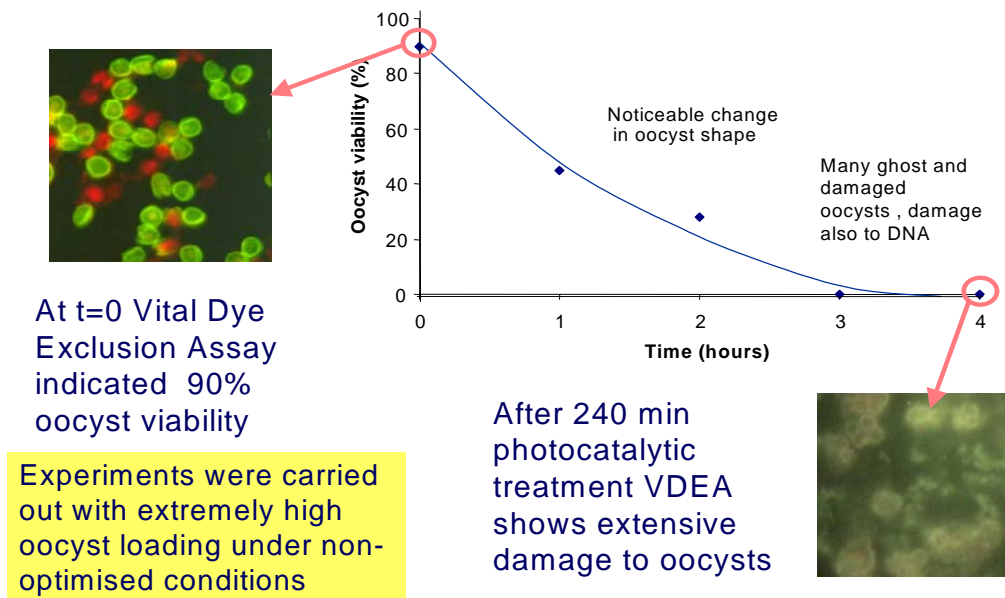 100
80
60
40
20
0
Oocyst viability (%)
0
1
2
3
4
Time (hours)
Noticeable change
in oocyst shape
Many ghost and
damaged
oocysts , damage
also to DNA
At t=0 Vital Dye
Exclusion Assay
indicated 90%
oocyst viability
Experiments were carried
out with extremely high
oocyst loading under non-
optimised conditions
After 240 min
photocatalytic
treatment VDEA
shows extensive
damage to oocysts